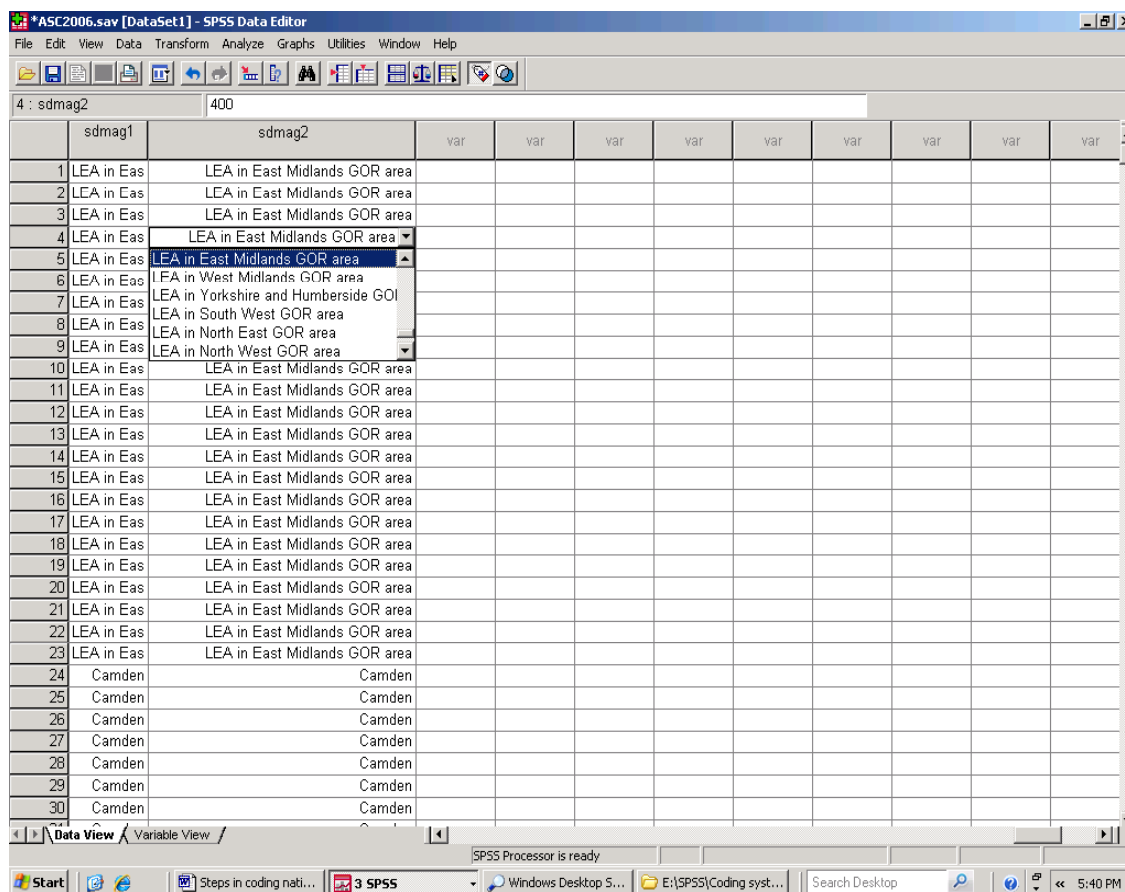 *ASC2006.sav [DataSet1] - SPSS Data Editor
File Edit View Data Transform Analyze Graphs Utilities Window Help
4 : sdmag2 400
sdmag1 sdmag2 var var var var var var var var var
1 LEA in Eas LEA in East Midlands GOR area
2 LEA in Eas LEA in East Midlands GOR area
3 LEA in Eas LEA in East Midlands GOR area
4 LEA in Eas LEA in East Midlands GOR area
5 LEA in Eas LEA in East Midlands GOR area
6 LEA in Eas LEA in West Midlands GOR area
7 LEA in Eas LEA in Yorkshire and Humberside GOI
8 LEA in Eas LEA in South West GOR area
9 LEA in Eas LEA in North East GOR area
LEA in North West GOR area
10 LEA in Eas LEA in East Midlands GOR area
11 LEA in Eas LEA in East Midlands GOR area
12 LEA in Eas LEA in East Midlands GOR area
13 LEA in Eas LEA in East Midlands GOR area
14 LEA in Eas LEA in East Midlands GOR area
15 LEA in Eas LEA in East Midlands GOR area
16 LEA in Eas LEA in East Midlands GOR area
17 LEA in Eas LEA in East Midlands GOR area
18 LEA in Eas LEA in East Midlands GOR area
19 LEA in Eas LEA in East Midlands GOR area
20 LEA in Eas LEA in East Midlands GOR area
21 LEA in Eas LEA in East Midlands GOR area
22 LEA in Eas LEA in East Midlands GOR area
23 LEA in Eas LEA in East Midlands GOR area
24 Camden Camden
25 Camden Camden
26 Camden Camden
27 Camden Camden
28 Camden Camden
29 Camden Camden
30 Camden Camden
Data View Variable View
SPSS Processor is ready
Start Steps in coding nati... 3 SPSS Windows Desktop S... E:\SPSS\Coding syst... Search Desktop « 5:40 PM